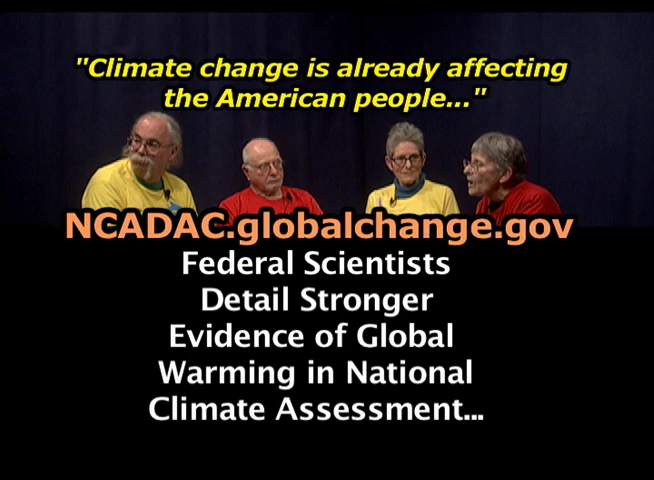 "Climate change is already affecting
the American people..."
NCADAC.globalchange.gov
Federal Scientists
Detail Stronger
Evidence of Global
Warming in National
Climate Assessment...